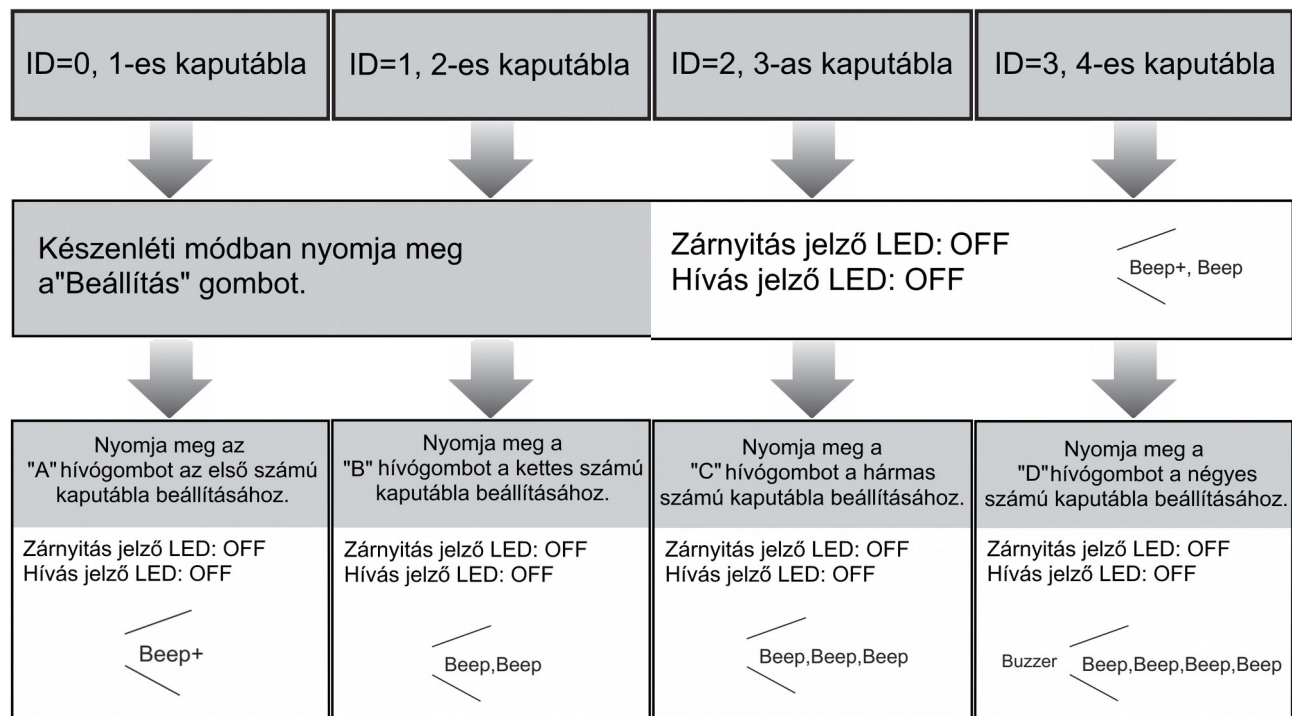 ID=0, 1-es kaputábla
ID=1, 2-es kaputábla
ID=2, 3-as kaputábla
ID=3, 4-es kaputábla
Készenléti módban nyomja meg
a"Beállítás" gombot.
Zárnyitás jelző LED: OFF
Hívás jelző LED: OFF
Beep+, Beep
Nyomja meg az
"A" hívógombot az első számú
kaputábla beállításához.
Zárnyitás jelző LED: OFF
Hívás jelző LED: OFF
Beep+
Nyomja meg a
"B" hívógombot a kettes számú
kaputábla beállításához.
Zárnyitás jelző LED: OFF
Hívás jelző LED: OFF
Beep,Beep
Nyomja meg a
"C" hívógombot a hármas
számú kaputábla beállításához.
Zárnyitás jelző LED: OFF
Hívás jelző LED: OFF
Beep,Beep,Beep
Nyomja meg a
"D"hívógombot a négyes
számú kaputábla beállításához.
Zárnyitás jelző LED: OFF
Hívás jelző LED: OFF
Buzzer Beep,Beep,Beep,Beep